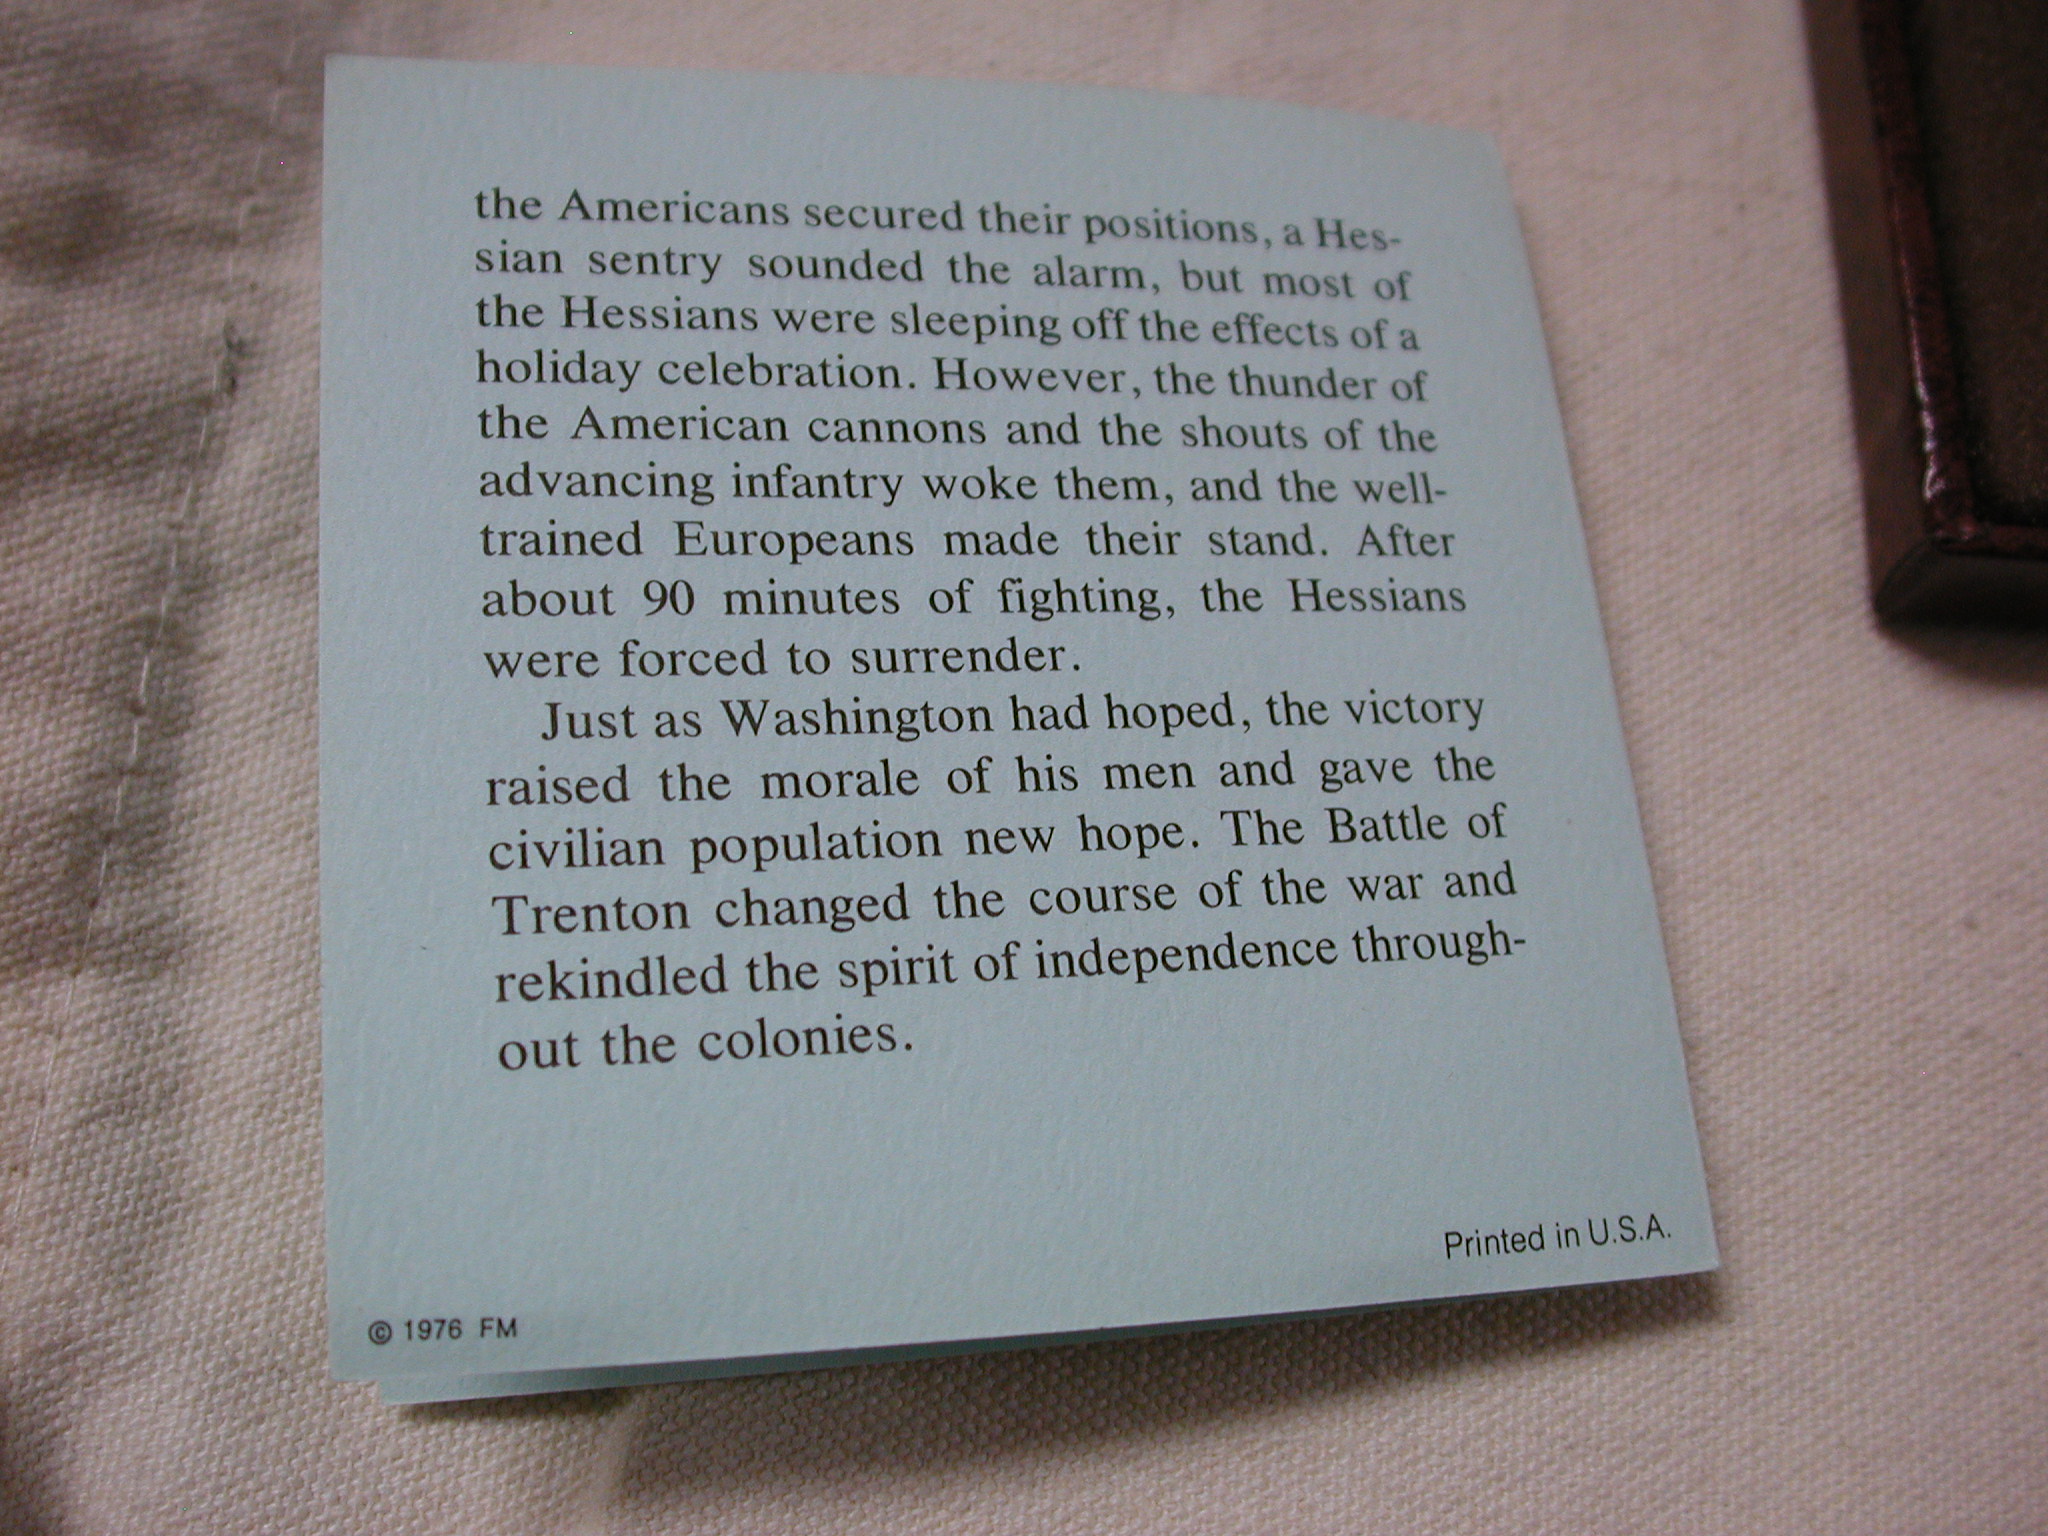 the Americans secured their positions, a Hes-
sian sentry sounded the alarm, but most of
the Hessians were sleeping off the effects of a
holiday celebration. However, the thunder of
the American cannons and the shouts of the
advancing infantry woke them, and the well-
trained Europeans made their stand. After
about 90 minutes of fighting, the Hessians
were forced to surrender.
Just as Washington had hoped, the victory
raised the morale of his men and gave the
civilian population new hope. The Battle of
Trenton changed the course of the war and
rekindled the spirit of independence through-
out the colonies.
Printed in U.S.A.
© 1976 FM